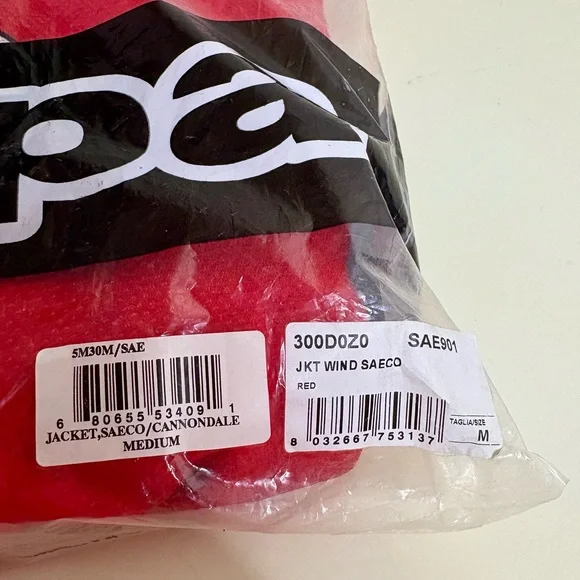 pa
5M30M/SAE
6 80655 53409 1
JACKET,SAECO/CANNONDALE
MEDIUM
300D0Z0 SAE901
JKT WIND SAECO
RED
8 032667 753137
TAGLIA/SIZE
M